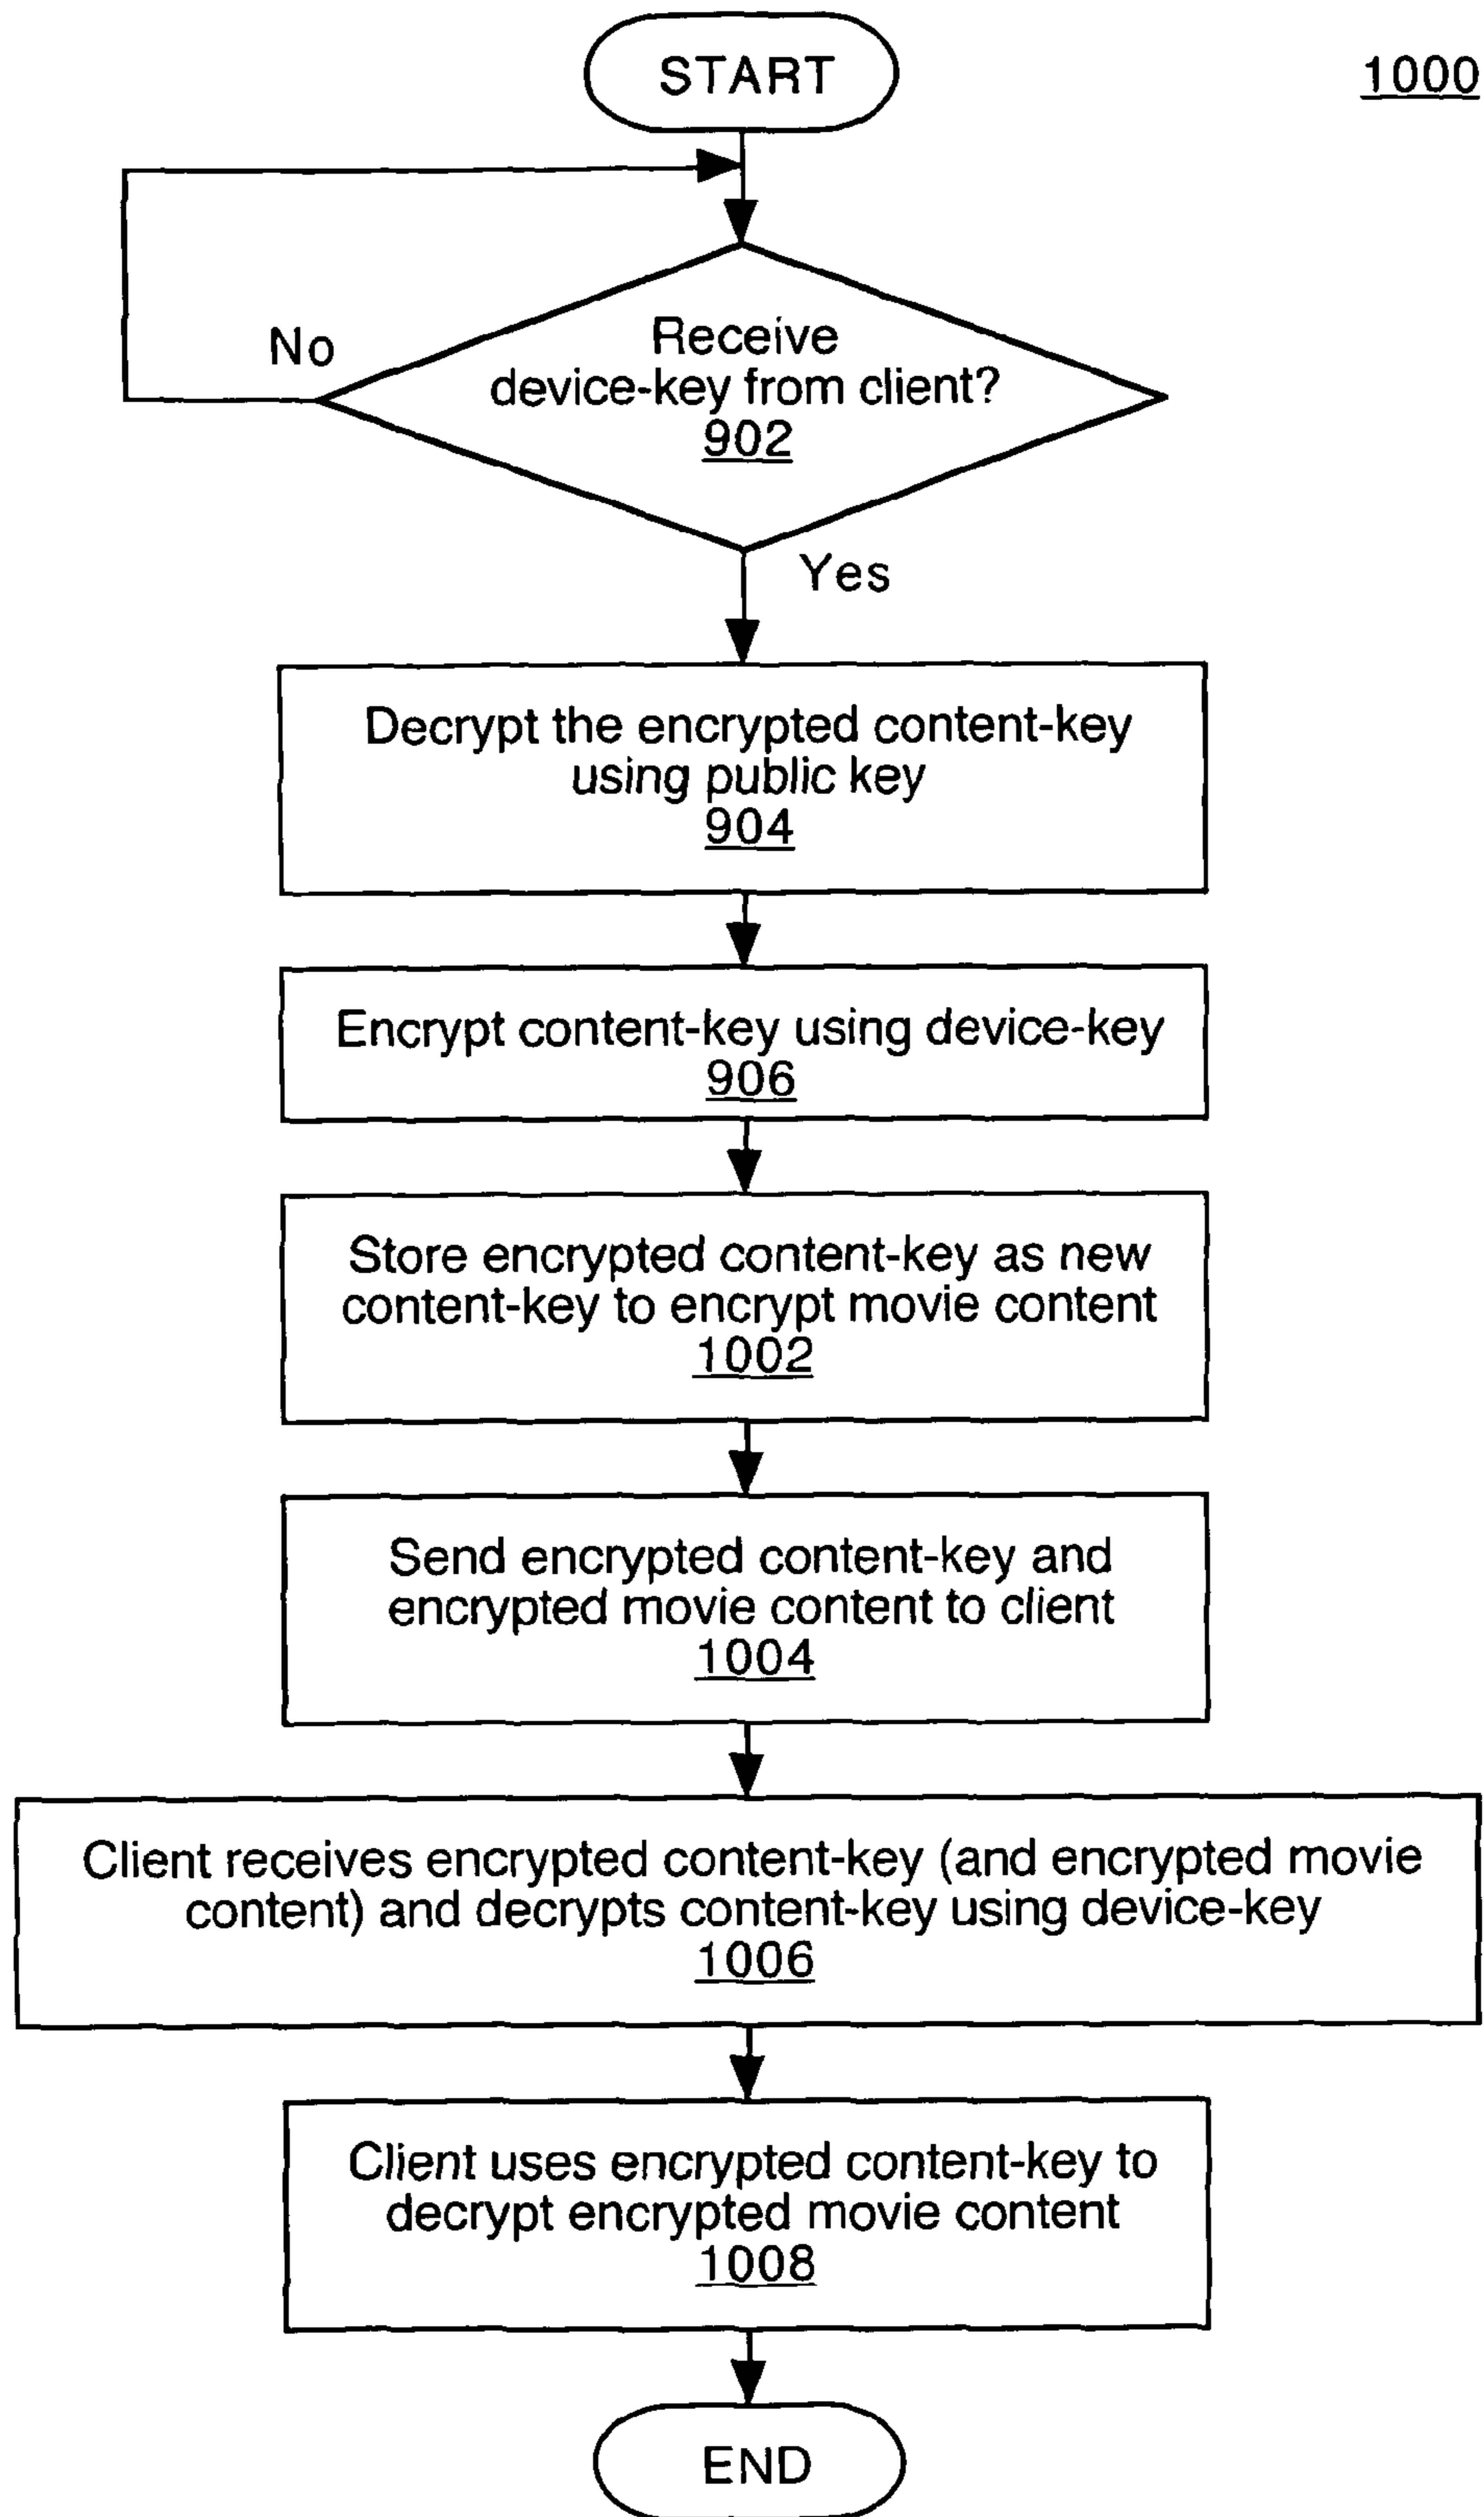 START
1000
Receive
No
device-key from client?
902
Yes
Decrypt the encrypted content-key
using public key
904
Encrypt content-key using device-key
906
Store encrypted content-key as new
content-key to encrypt movie content
1002
Send encrypted content-key and
encrypted movie content to client
1004
Client receives encrypted content-key (and encrypted movie
content) and decrypts content-key using device-key
1006
Client uses encrypted content-key to
decrypt encrypted movie content
1008
END